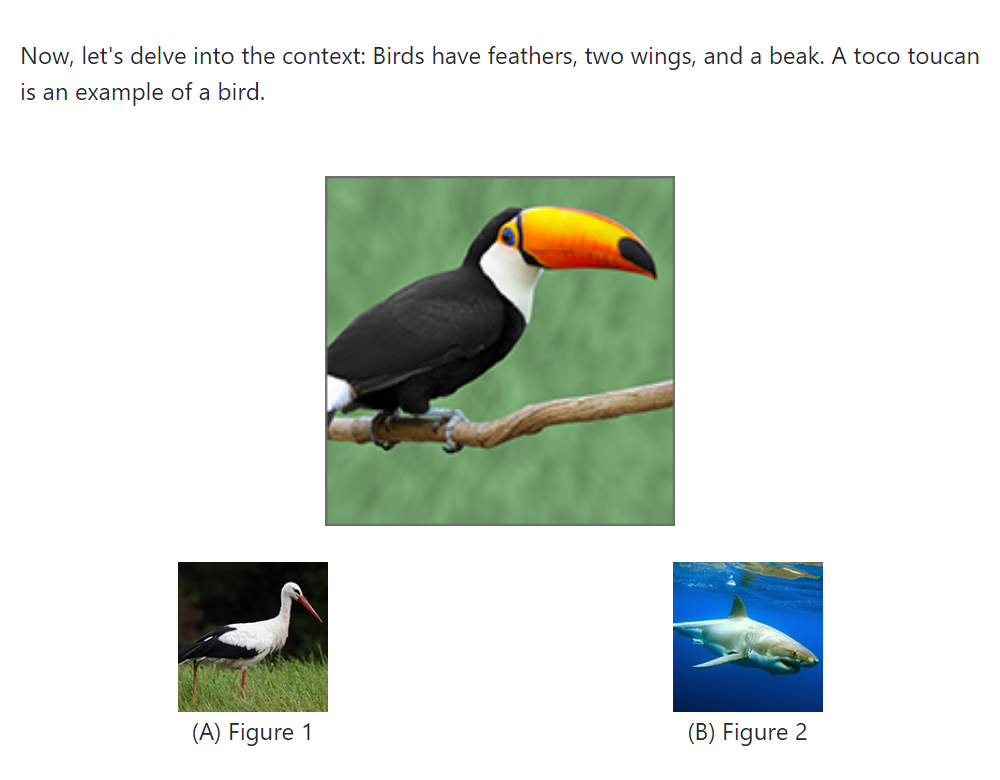 Now, let's delve into the context: Birds have feathers, two wings, and a beak. A toco toucan
is an example of a bird.
(A) Figure 1
(B) Figure 2